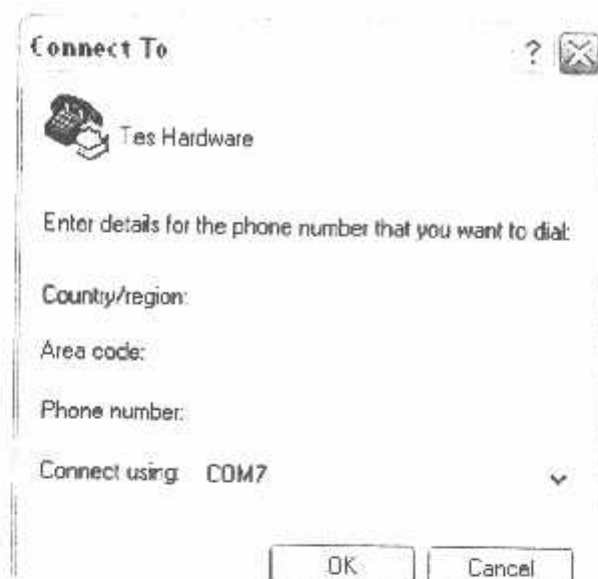 Connect To
?
Tes Hardware
Enter details for the phone number that you want to dial:
Country/region:
Area code:
Phone number:
Connect using: COM7
OK Cancel